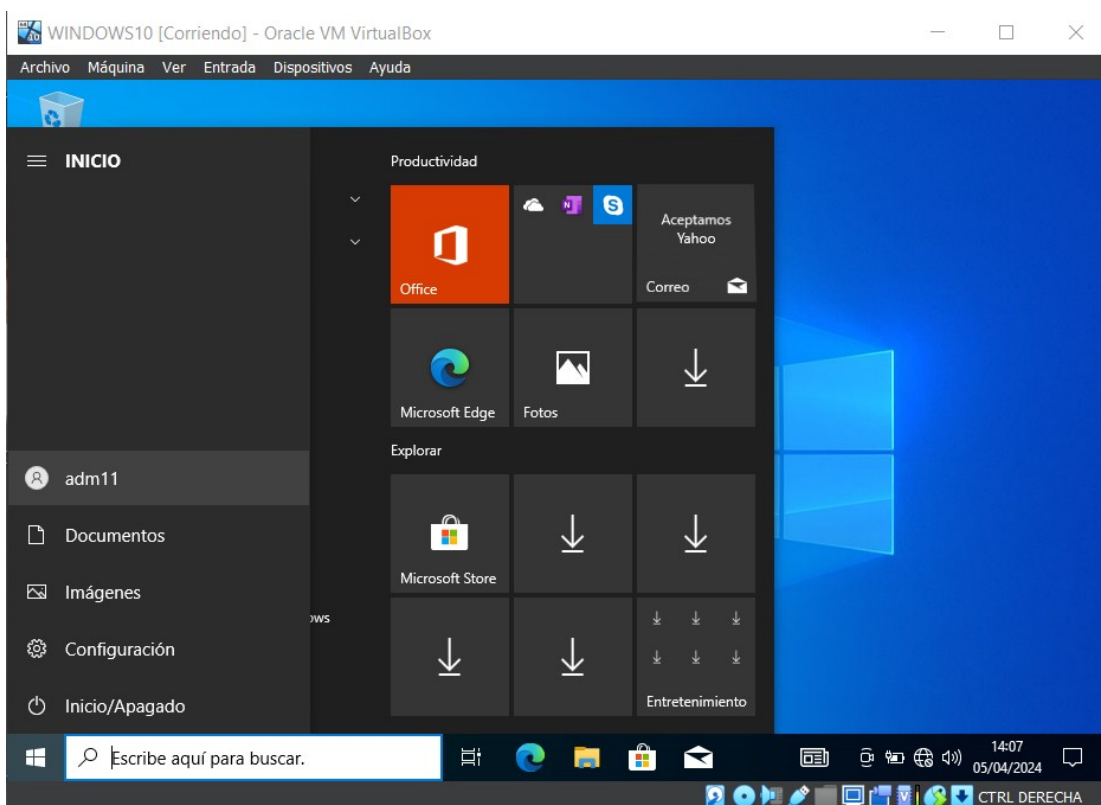 WINDOWS10 [Corriendo] - Oracle VM VirtualBox
Archivo Máquina Ver Entrada Dispositivos Ayuda
INICIO
Productividad
Office
Aceptamos
Yahoo
Correo
Microsoft Edge
Fotos
Explorar
adm11
Documentos
Microsoft Store
Imágenes
ows
Configuración
Inicio/Apagado
Entretenimiento
Escribe aquí para buscar.
14:07
05/04/2024
CTRL DERECHA